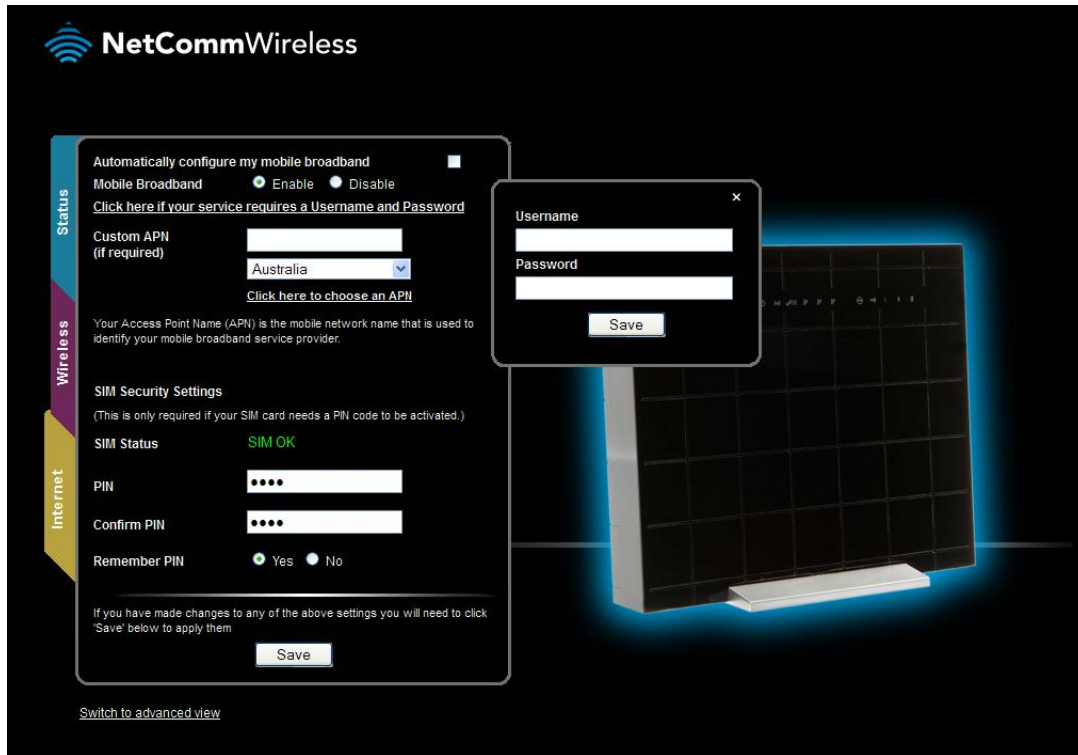 NetCommWireless
Status
Wireless
Internet
Automatically configure my mobile broadband
Mobile Broadband Enable Disable
Click here if your service requires a Username and Password
Custom APN
(if required)
Australia
Click here to choose an APN
Your Access Point Name (APN) is the mobile network name that is used to
identify your mobile broadband service provider.
SIM Security Settings
(This is only required if your SIM card needs a PIN code to be activated.)
SIM Status SIM OK
PIN ••••
Confirm PIN ••••
Remember PIN Yes No
If you have made changes to any of the above settings you will need to click
'Save' below to apply them
Save
Switch to advanced view
×
Username
Password
Save